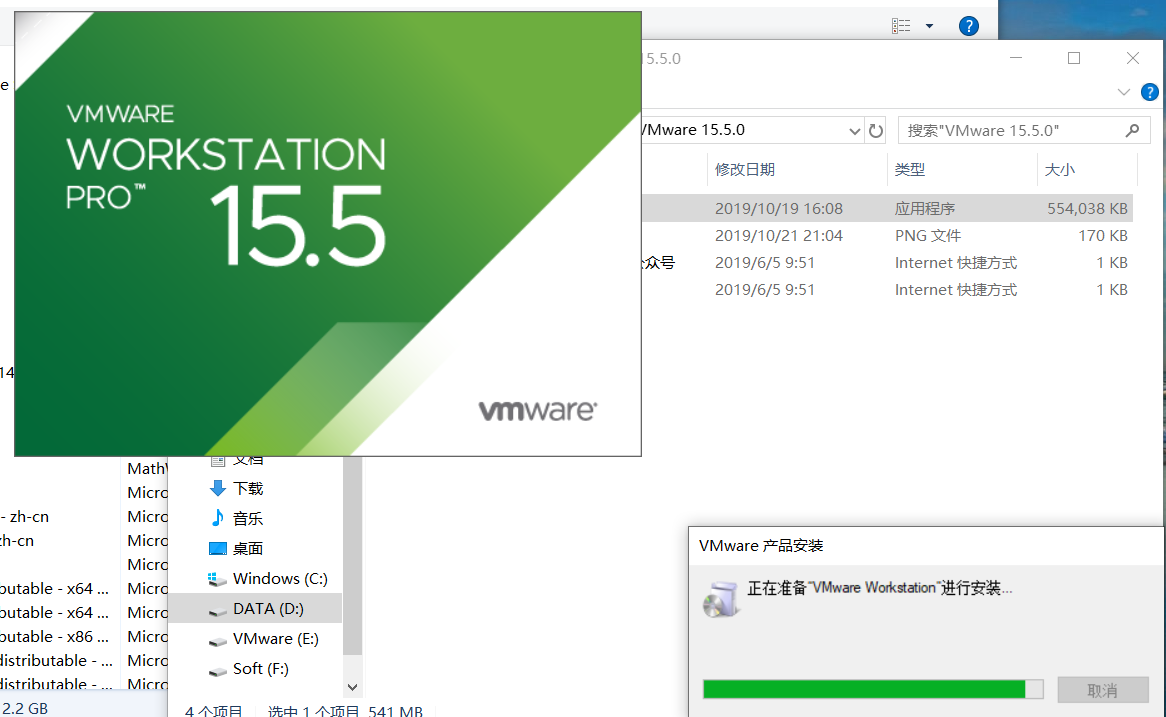 VMWARE
WORKSTATION
PRO™
15.5
vmware
15.5.0
VMware 15.5.0
搜索"VMware 15.5.0"
修改日期 类型 大小
2019/10/19 16:08 应用程序 554,038 KB
2019/10/21 21:04 PNG 文件 170 KB
众号 2019/6/5 9:51 Internet 快捷方式 1 KB
2019/6/5 9:51 Internet 快捷方式 1 KB
e
14
MathW
Micro
- zh-cn Micro
zh-cn Micro
Micro
butable - x64 ... Micro
butable - x64 ... Micro
butable - x86 ... Micro
distributable - ... Micro
distributable - ... Micro
2.2 GB
文档
下载
音乐
桌面
Windows (C:)
DATA (D:)
VMware (E:)
Soft (F:)
4 个项目 选中 1 个项目 541 MB
VMware 产品安装
正在准备"VMware Workstation"进行安装...
取消